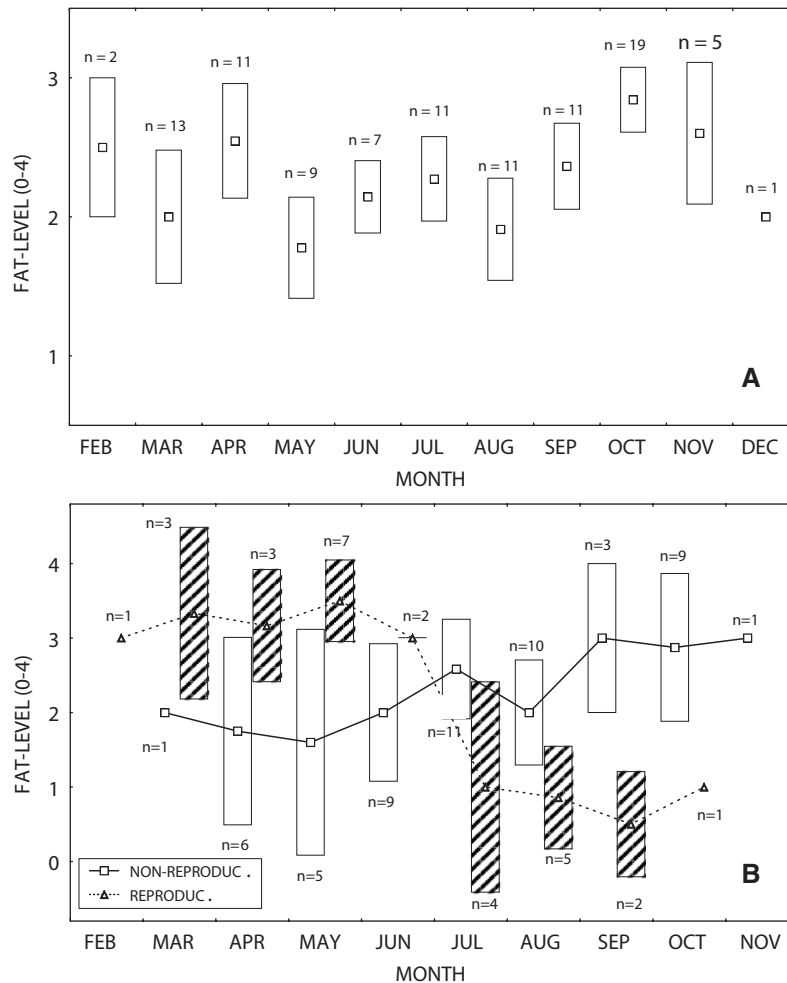 n = 2
n = 13
n = 11
n = 9
n = 7
n = 11
n = 11
n = 11
n = 19
n = 5
n = 1
3
2
1
FAT-LEVEL (0-4)
A
FEB MAR APR MAY JUN JUL AUG SEP OCT NOV DEC
MONTH
n=1
n=3
n=3
n=7
n=2
n=10
n=3
n=9
n=1
n=1
n=6
n=5
n=9
n=11
n=4
n=5
n=2
n=1
4
3
2
1
0
FAT-LEVEL (0-4)
NON-REPRODUC .
REPRODUC .
B
FEB MAR APR MAY JUN JUL AUG SEP OCT NOV
MONTH